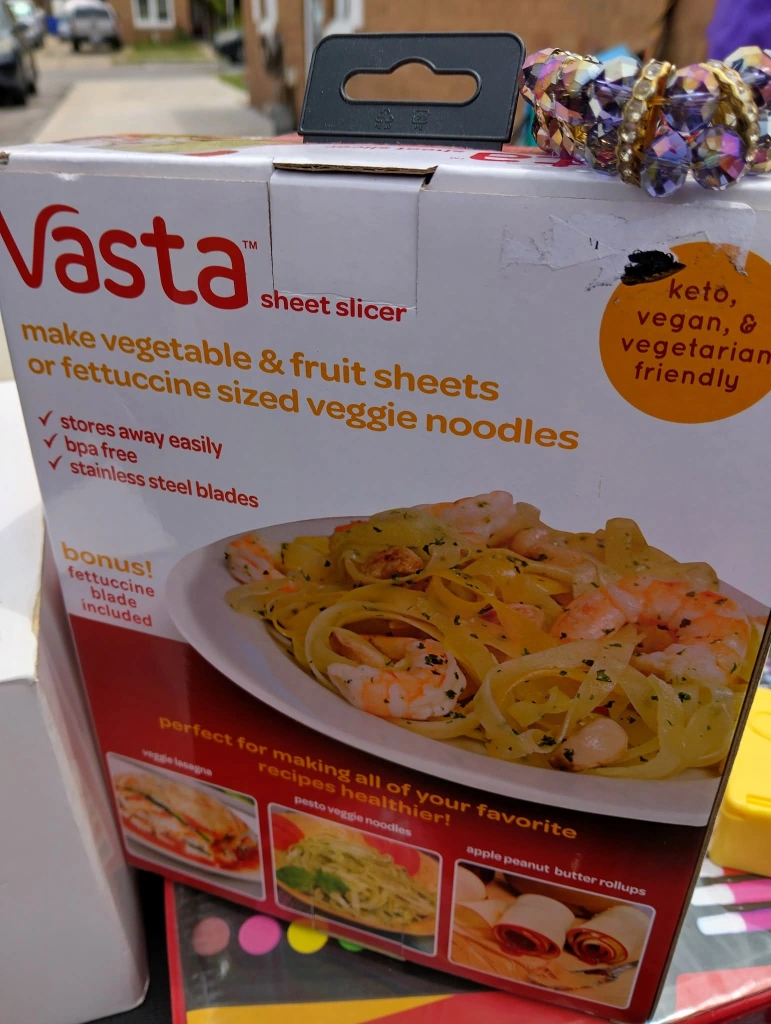 Vasta™
sheet slicer
make vegetable & fruit sheets
or fettuccine sized veggie noodles
✓ stores away easily
✓ bpa free
✓ stainless steel blades
keto,
vegan, &
vegetarian
friendly
bonus!
fettuccine
blade
included
perfect for making all of your favorite
recipes healthier!
veggie lasagna
pesto veggie noodles
apple peanut butter rollups